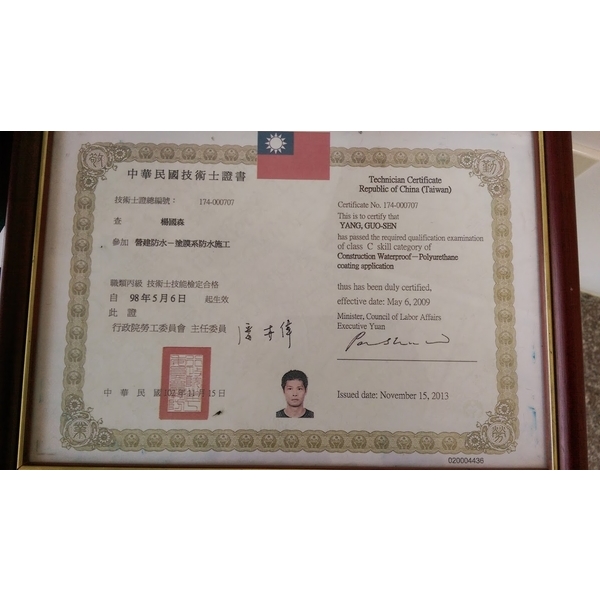 中華民國技術士證書
技術士證總編號： 174-000707
查 楊國森
參加 營建防水－塗膜系防水施工
職類丙級 技術士技能檢定合格
自 98年5月6日 起生效
此 證
行政院勞工委員會 主任委員
中 華 民 國 102 年 11 月 15 日
Technician Certificate
Republic of China (Taiwan)
Certificate No. 174-000707
This is to certify that
YANG, GUO-SEN
has passed the required qualification examination
of class C skill category of
Construction Waterproof－Polyurethane
coating application
thus has been duly certified,
effective date: May 6, 2009
Minister, Council of Labor Affairs
Executive Yuan
Issued date: November 15, 2013
020004436